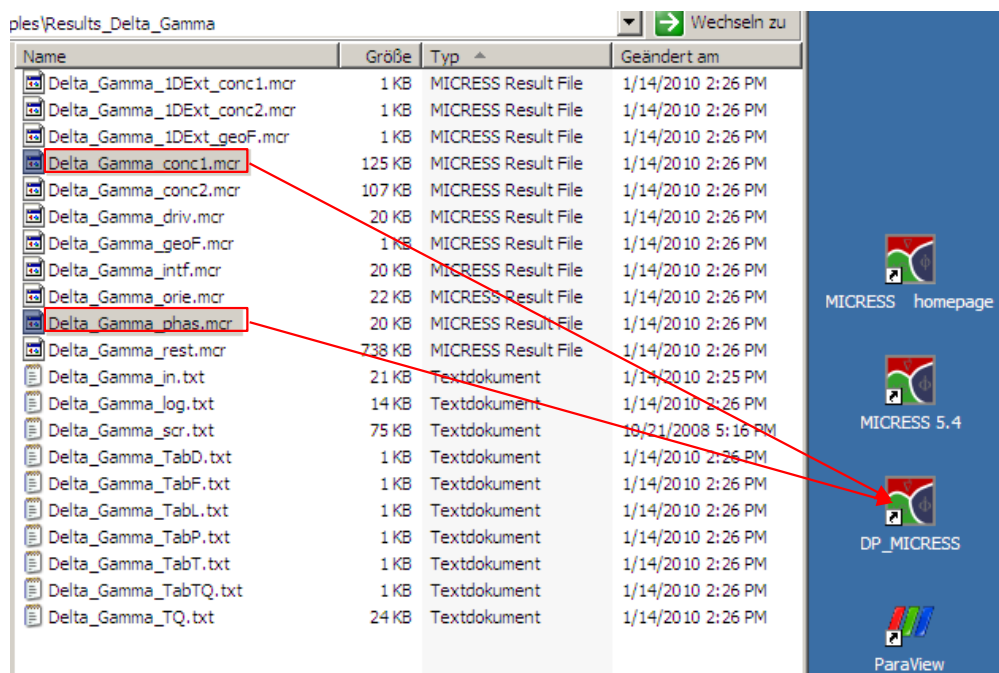 ples\Results_Delta_Gamma Wechseln zu
Name Größe Typ Geändert am
Delta_Gamma_1DExt_conc1.mcr 1 KB MICRESS Result File 1/14/2010 2:26 PM
Delta_Gamma_1DExt_conc2.mcr 1 KB MICRESS Result File 1/14/2010 2:26 PM
Delta_Gamma_1DExt_geoF.mcr 1 KB MICRESS Result File 1/14/2010 2:26 PM
Delta_Gamma_conc1.mcr 125 KB MICRESS Result File 1/14/2010 2:26 PM
Delta_Gamma_conc2.mcr 107 KB MICRESS Result File 1/14/2010 2:26 PM
Delta_Gamma_driv.mcr 20 KB MICRESS Result File 1/14/2010 2:26 PM
Delta_Gamma_geoF.mcr 1 KB MICRESS Result File 1/14/2010 2:26 PM
Delta_Gamma_intf.mcr 20 KB MICRESS Result File 1/14/2010 2:26 PM
Delta_Gamma_orie.mcr 22 KB MICRESS Result File 1/14/2010 2:26 PM
Delta_Gamma_phas.mcr 20 KB MICRESS Result File 1/14/2010 2:26 PM
Delta_Gamma_rest.mcr 738 KB MICRESS Result File 1/14/2010 2:26 PM
Delta_Gamma_in.txt 21 KB Textdokument 1/14/2010 2:25 PM
Delta_Gamma_log.txt 14 KB Textdokument 1/14/2010 2:26 PM
Delta_Gamma_scr.txt 75 KB Textdokument 10/21/2008 5:16 PM
Delta_Gamma_TabD.txt 1 KB Textdokument 1/14/2010 2:26 PM
Delta_Gamma_TabF.txt 1 KB Textdokument 1/14/2010 2:26 PM
Delta_Gamma_TabL.txt 1 KB Textdokument 1/14/2010 2:26 PM
Delta_Gamma_TabP.txt 1 KB Textdokument 1/14/2010 2:26 PM
Delta_Gamma_TabT.txt 1 KB Textdokument 1/14/2010 2:26 PM
Delta_Gamma_TabTQ.txt 1 KB Textdokument 1/14/2010 2:26 PM
Delta_Gamma_TQ.txt 24 KB Textdokument 1/14/2010 2:26 PM
MICRESS homepage
MICRESS 5.4
DP_MICRESS
ParaView